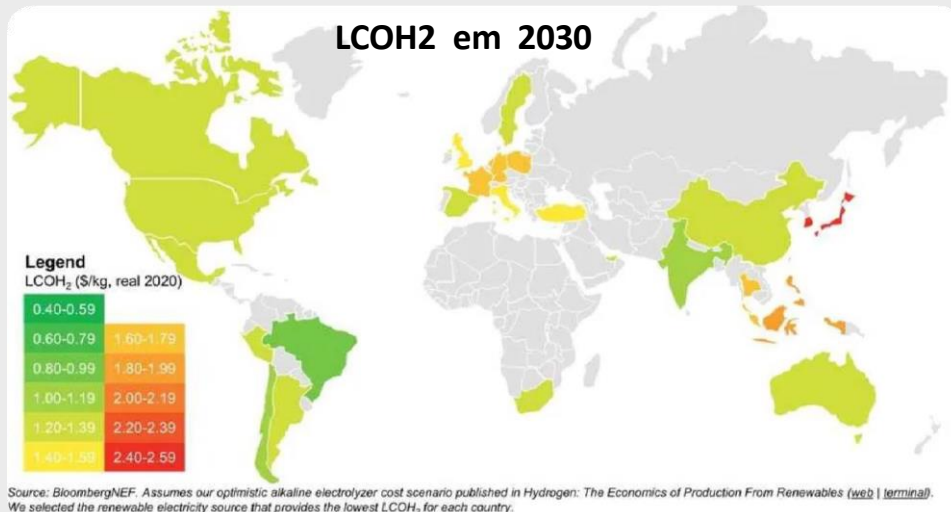 LCOH2 em 2030
Legend
LCOH₂ ($/kg, real 2020)
0.40-0.59
0.60-0.79 1.60-1.79
0.80-0.99 1.80-1.99
1.00-1.19 2.00-2.19
1.20-1.39 2.20-2.39
1.40-1.59 2.40-2.59
Source: BloombergNEF. Assumes our optimistic alkaline electrolyzer cost scenario published in Hydrogen: The Economics of Production From Renewables (web | terminal).
We selected the renewable electricity source that provides the lowest LCOH₂ for each country.